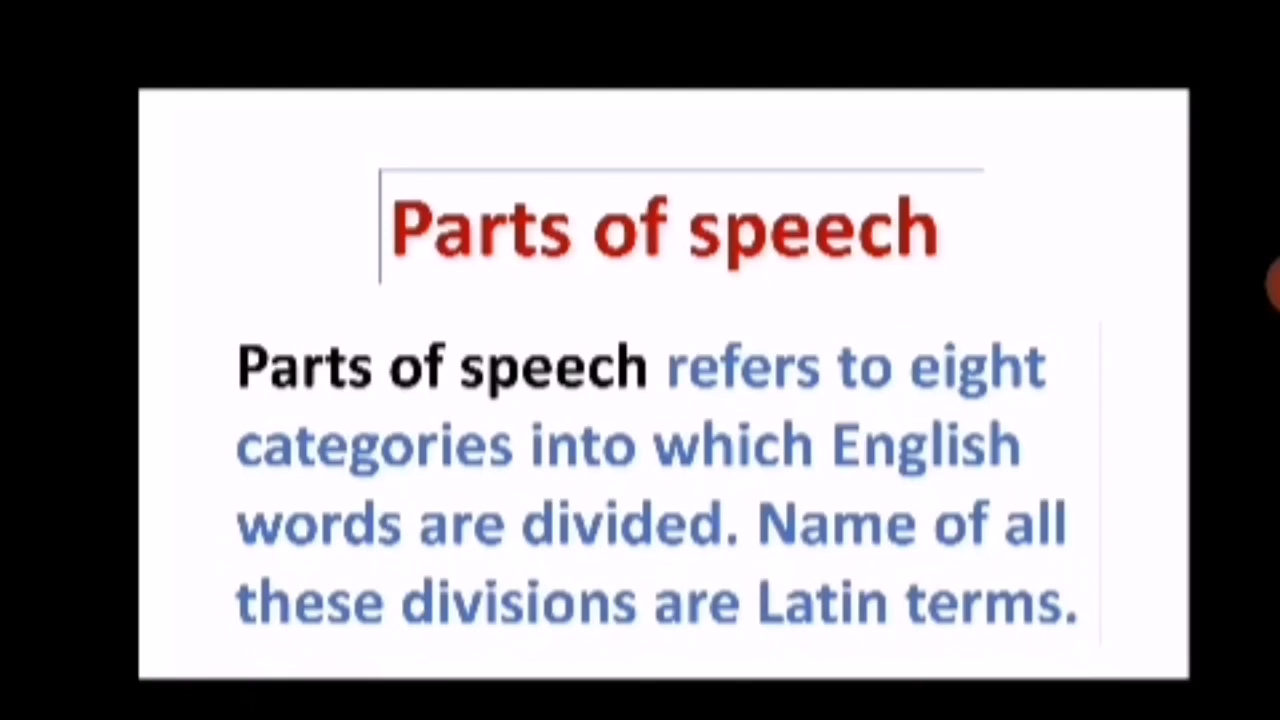 Parts of speech
Parts of speech refers to eight
categories into which English
words are divided. Name of all
these divisions are Latin terms.